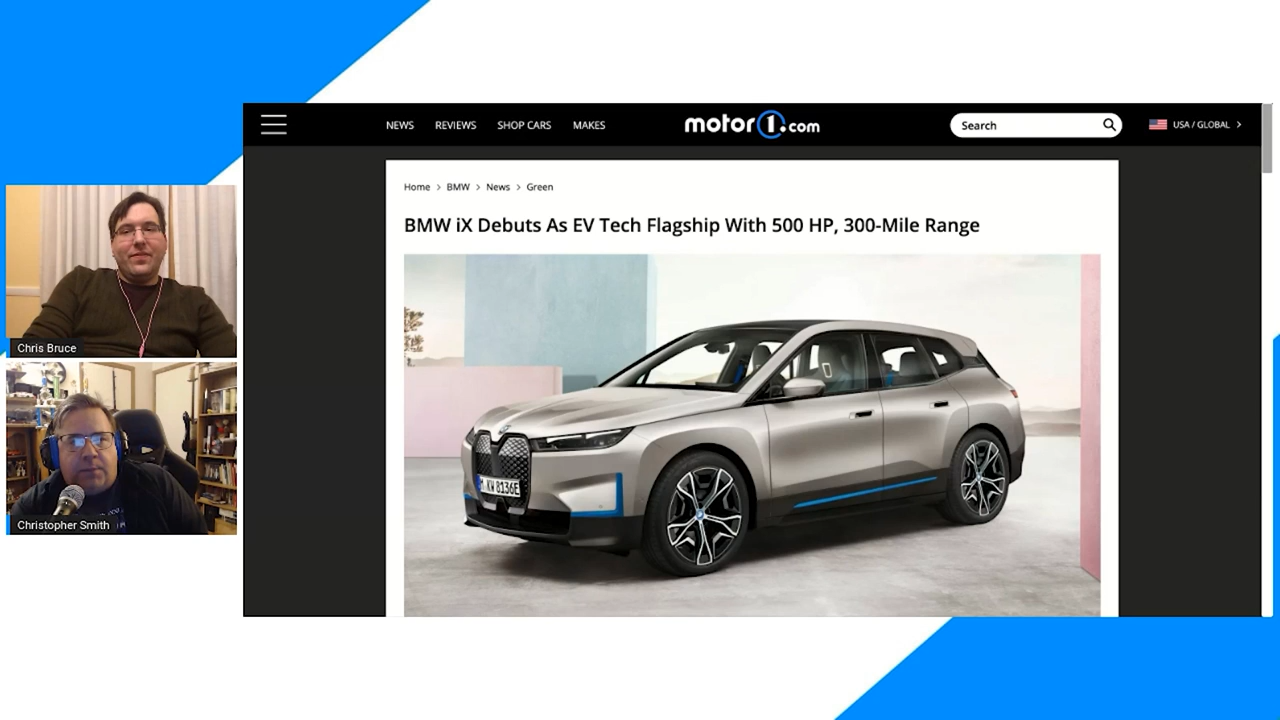 NEWS REVIEWS SHOP CARS MAKES motor1.com Search USA / GLOBAL >
Home > BMW > News > Green
BMW iX Debuts As EV Tech Flagship With 500 HP, 300-Mile Range
Chris Bruce
Christopher Smith